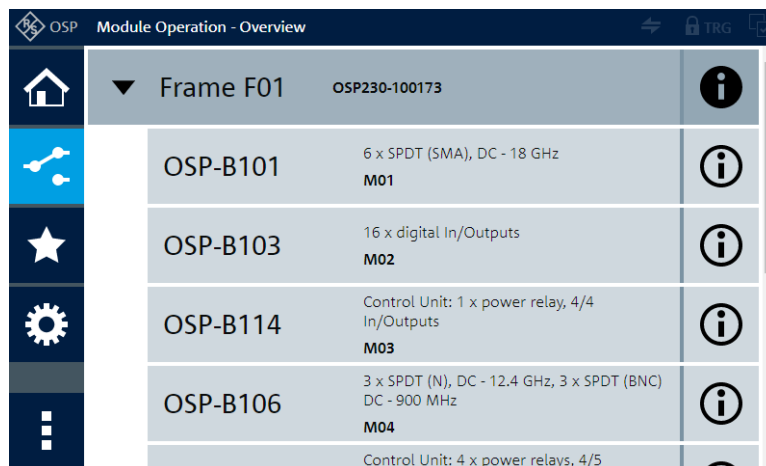 R&S OSP Module Operation - Overview TRG
Frame F01 OSP230-100173
OSP-B101
6 x SPDT (SMA), DC - 18 GHz
M01
OSP-B103
16 x digital In/Outputs
M02
OSP-B114
Control Unit: 1 x power relay, 4/4
In/Outputs
M03
OSP-B106
3 x SPDT (N), DC - 12.4 GHz, 3 x SPDT (BNC)
DC - 900 MHz
M04
Control Unit: 4 x power relays, 4/5